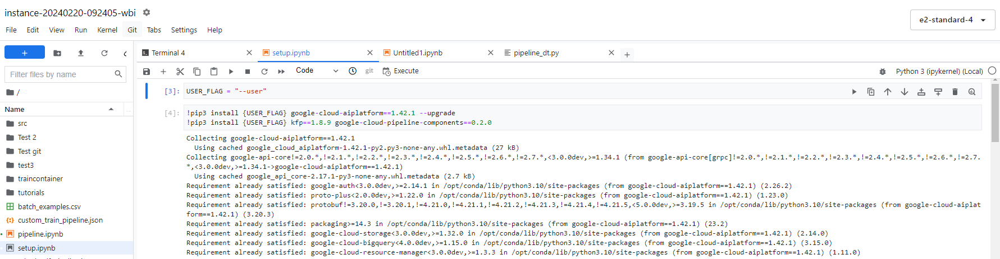 instance-20240220-092405-wbi
File Edit View Run Kernel Git Tabs Settings Help
e2-standard-4
Terminal 4
setup.ipynb
Untitled1.ipynb
pipeline_dt.py
Filter files by name
/
Name
src
Test 2
Test git
test3
traincontainer
tutorials
batch_examples.csv
custom_train_pipeline.json
pipeline.ipynb
setup.ipynb
Code
git
Execute
Python 3 (ipykernel) (Local)
[3]: USER_FLAG = "--user"
[4]: !pip3 install {USER_FLAG} google-cloud-aiplatform==1.42.1 --upgrade
!pip3 install {USER_FLAG} kfp==1.8.9 google-cloud-pipeline-components==0.2.0
Collecting google-cloud-aiplatform==1.42.1
Using cached google_cloud_aiplatform-1.42.1-py2.py3-none-any.whl.metadata (27 kB)
Collecting google-api-core!=2.0.*,!=2.1.*,!=2.2.*,!=2.3.*,!=2.4.*,!=2.5.*,!=2.6.*,!=2.7.*,<3.0.0dev,>=1.34.1 (from google-api-core[grpc]!=2.0.*,!=2.1.*,!=2.2.*,!=2.3.*,!=2.4.*,!=2.5.*,!=2.6.*,!=2.7.
*,<3.0.0dev,>=1.34.1->google-cloud-aiplatform==1.42.1)
Using cached google_api_core-2.17.1-py3-none-any.whl.metadata (2.7 kB)
Requirement already satisfied: google-auth<3.0.0dev,>=2.14.1 in /opt/conda/lib/python3.10/site-packages (from google-cloud-aiplatform==1.42.1) (2.26.2)
Requirement already satisfied: proto-plus<2.0.0dev,>=1.22.0 in /opt/conda/lib/python3.10/site-packages (from google-cloud-aiplatform==1.42.1) (1.23.0)
Requirement already satisfied: protobuf!=3.20.0,!=3.20.1,!=4.21.0,!=4.21.1,!=4.21.2,!=4.21.3,!=4.21.4,!=4.21.5,<5.0.0dev,>=3.19.5 in /opt/conda/lib/python3.10/site-packages (from google-cloud-aiplat
form==1.42.1) (3.20.3)
Requirement already satisfied: packaging>=14.3 in /opt/conda/lib/python3.10/site-packages (from google-cloud-aiplatform==1.42.1) (23.2)
Requirement already satisfied: google-cloud-storage<3.0.0dev,>=1.32.0 in /opt/conda/lib/python3.10/site-packages (from google-cloud-aiplatform==1.42.1) (2.14.0)
Requirement already satisfied: google-cloud-bigquery<4.0.0dev,>=1.15.0 in /opt/conda/lib/python3.10/site-packages (from google-cloud-aiplatform==1.42.1) (3.15.0)
Requirement already satisfied: google-cloud-resource-manager<3.0.0dev,>=1.3.3 in /opt/conda/lib/python3.10/site-packages (from google-cloud-aiplatform==1.42.1) (1.11.0)